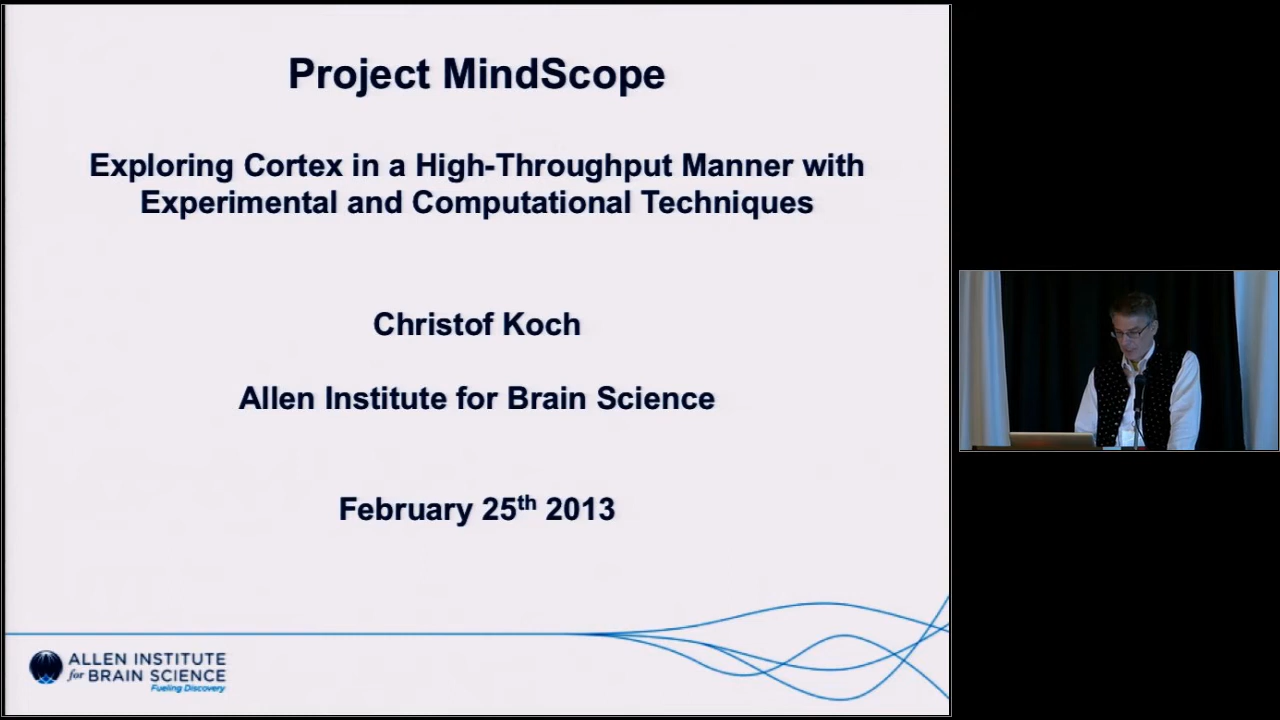 Project MindScope
Exploring Cortex in a High-Throughput Manner with
Experimental and Computational Techniques
Christof Koch
Allen Institute for Brain Science
February 25th 2013
ALLEN INSTITUTE
for BRAIN SCIENCE
Fueling Discovery